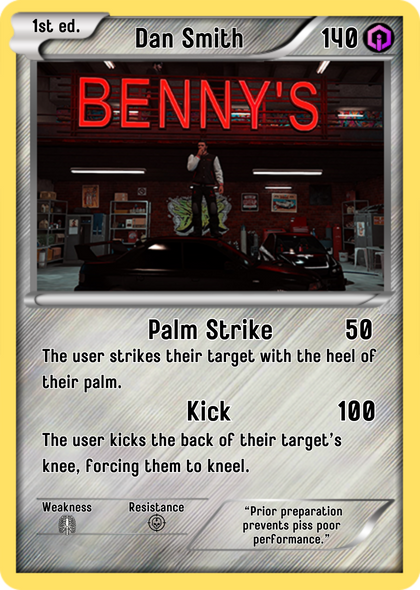 1st ed.
Dan Smith
140
BENNY'S
Palm Strike
50
The user strikes their target with the heel of
their palm.
Kick
100
The user kicks the back of their target's
knee, forcing them to kneel.
Weakness
Resistance
"Prior preparation
prevents piss poor
performance."